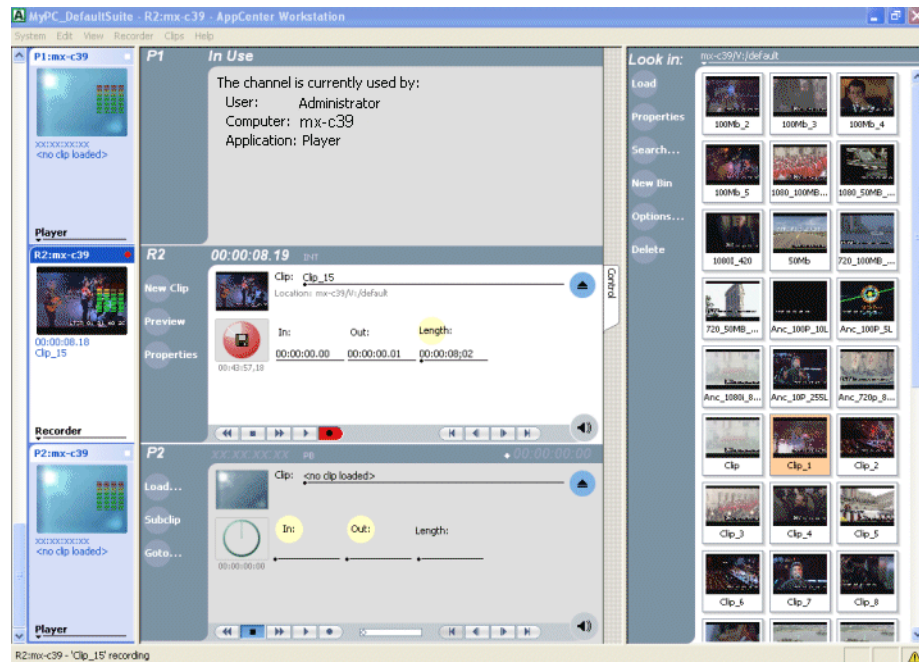 MyPC_DefaultSuite - R2:mx-c39 - AppCenter Workstation
System Edit View Recorder Clips Help
P1:mx-c39
XX:XX:XX:XX
<no clip loaded>
Player
R2:mx-c39
00:00:08.18
Clip_15
Recorder
P2:mx-c39
XX:XX:XX:XX
<no clip loaded>
Player
P1 In Use
The channel is currently used by:
User: Administrator
Computer: mx-c39
Application: Player
R2 00:00:08.19 INT
New Clip
Preview
Properties
Clip: Clip_15
Location: mx-c39/V:/default
In: Out: Length:
00:00:00.00 00:00:00.01 00:00:08;02
00:43:57,18
Control
P2 XX:XX:XX:XX PB 00:00:00:00
Load...
Subclip
Goto...
Clip: <no clip loaded>
In: Out: Length:
00:00:00:00
Look in: mx-c39/V:/default
Load
Properties
Search...
New Bin
Options...
Delete
100Mb_2 100Mb_3 100Mb_4
100Mb_5 1080_100MB... 1080_50MB_...
1080I_420 50Mb 720_100MB_...
720_50MB_... Anc_100P_10L Anc_100P_5L
Anc_1080i_8... Anc_10P_255L Anc_720p_8...
Clip Clip_1 Clip_2
Clip_3 Clip_4 Clip_5
Clip_6 Clip_7 Clip_8
R2:mx-c39 - 'Clip_15' recording